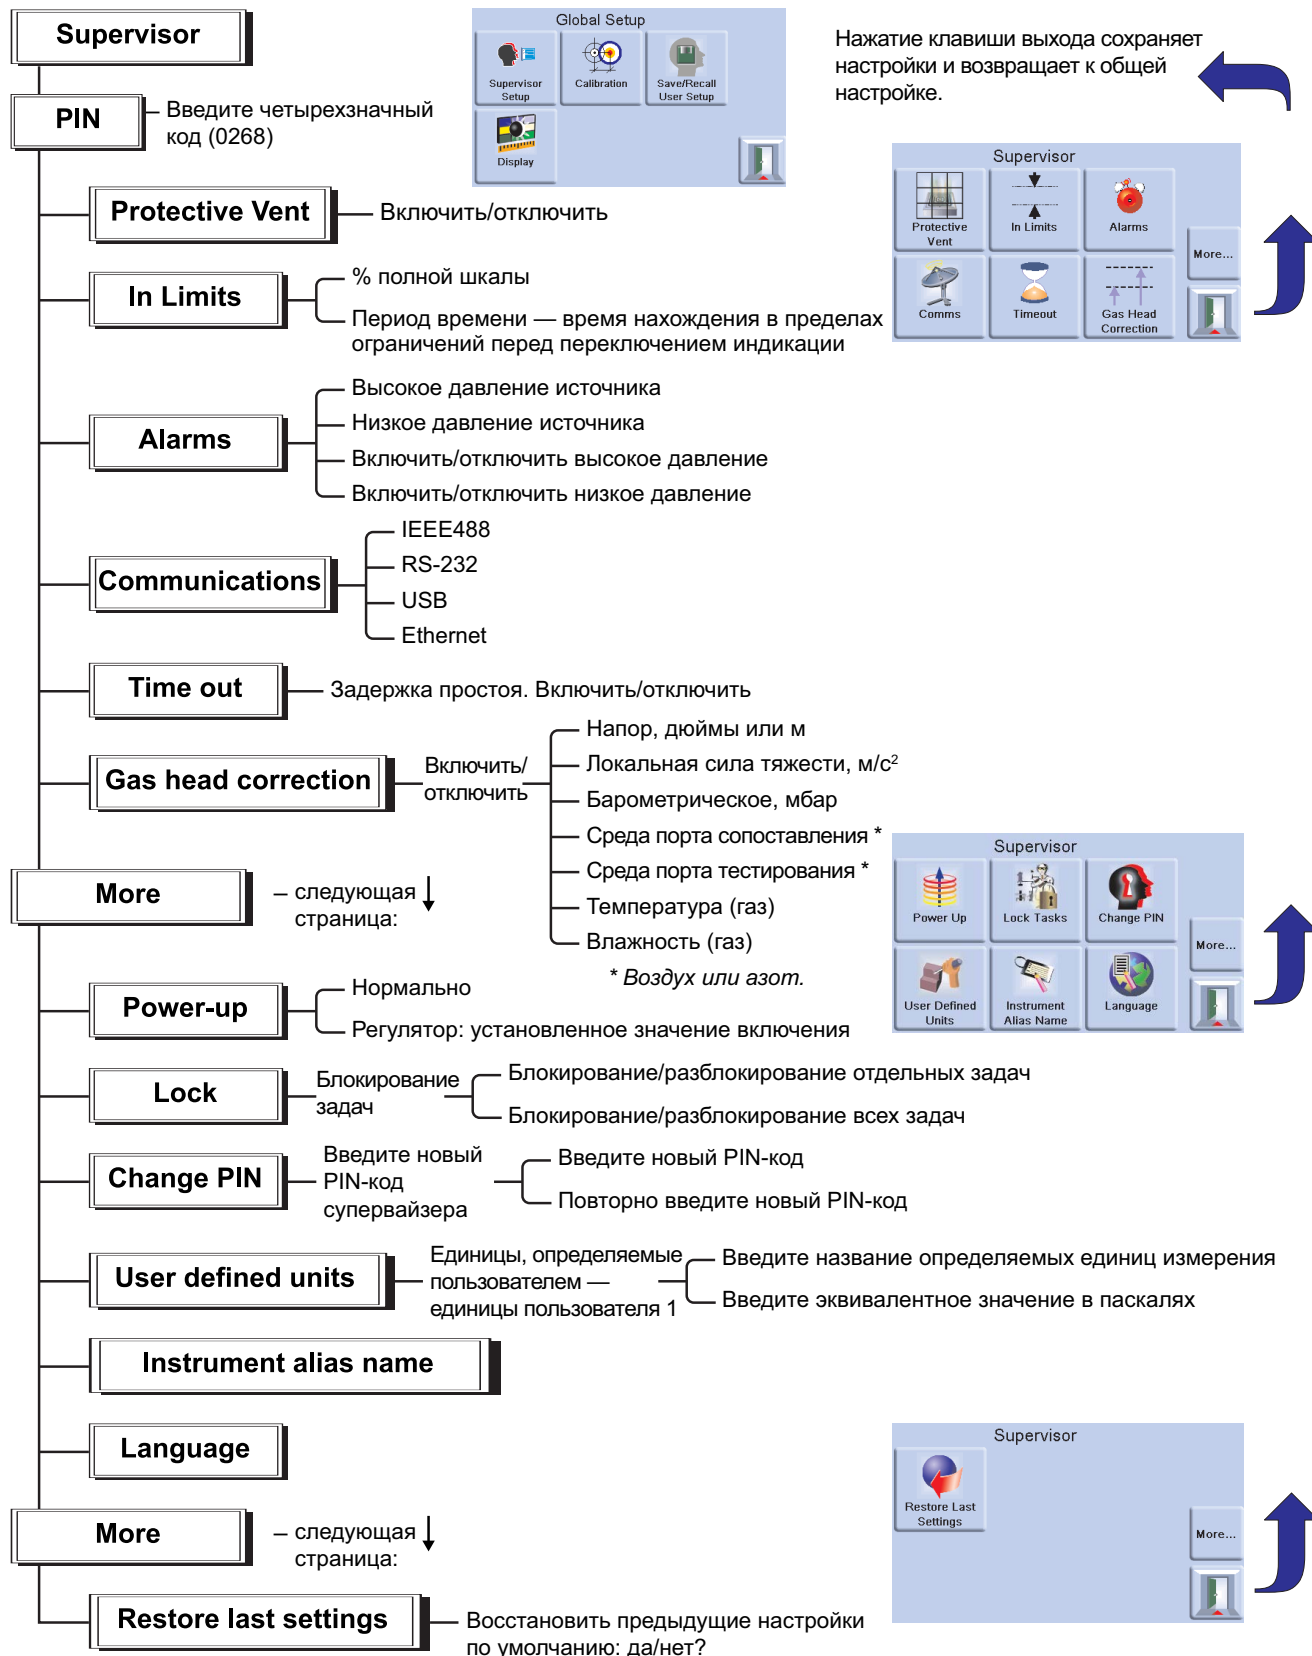 Supervisor
PIN
Введите четырехзначный
код (0268)
Global Setup
Supervisor
Setup
Calibration
Save/Recall
User Setup
Display
Нажатие клавиши выхода сохраняет
настройки и возвращает к общей
настройке.
Protective Vent
Включить/отключить
In Limits
% полной шкалы
Период времени — время нахождения в пределах
ограничений перед переключением индикации
Supervisor
Protective
Vent
In Limits
Alarms
More...
Comms
Timeout
Gas Head
Correction
Alarms
Высокое давление источника
Низкое давление источника
Включить/отключить высокое давление
Включить/отключить низкое давление
Communications
IEEE488
RS-232
USB
Ethernet
Time out
Задержка простоя. Включить/отключить
Gas head correction
Включить/
отключить
Напор, дюймы или м
Локальная сила тяжести, м/с²
Барометрическое, мбар
Среда порта сопоставления *
Среда порта тестирования *
Температура (газ)
Влажность (газ)
* Воздух или азот.
More
– следующая
страница:
Supervisor
Power Up
Lock Tasks
Change PIN
More...
User Defined
Units
Instrument
Alias Name
Language
Power-up
Нормально
Регулятор: установленное значение включения
Lock
Блокирование
задач
Блокирование/разблокирование отдельных задач
Блокирование/разблокирование всех задач
Change PIN
Введите новый
PIN-код
супервайзера
Введите новый PIN-код
Повторно введите новый PIN-код
User defined units
Единицы, определяемые
пользователем —
единицы пользователя 1
Введите название определяемых единиц измерения
Введите эквивалентное значение в паскалях
Instrument alias name
Language
More
– следующая
страница:
Supervisor
Restore Last
Settings
More...
Restore last settings
Восстановить предыдущие настройки
по умолчанию: да/нет?